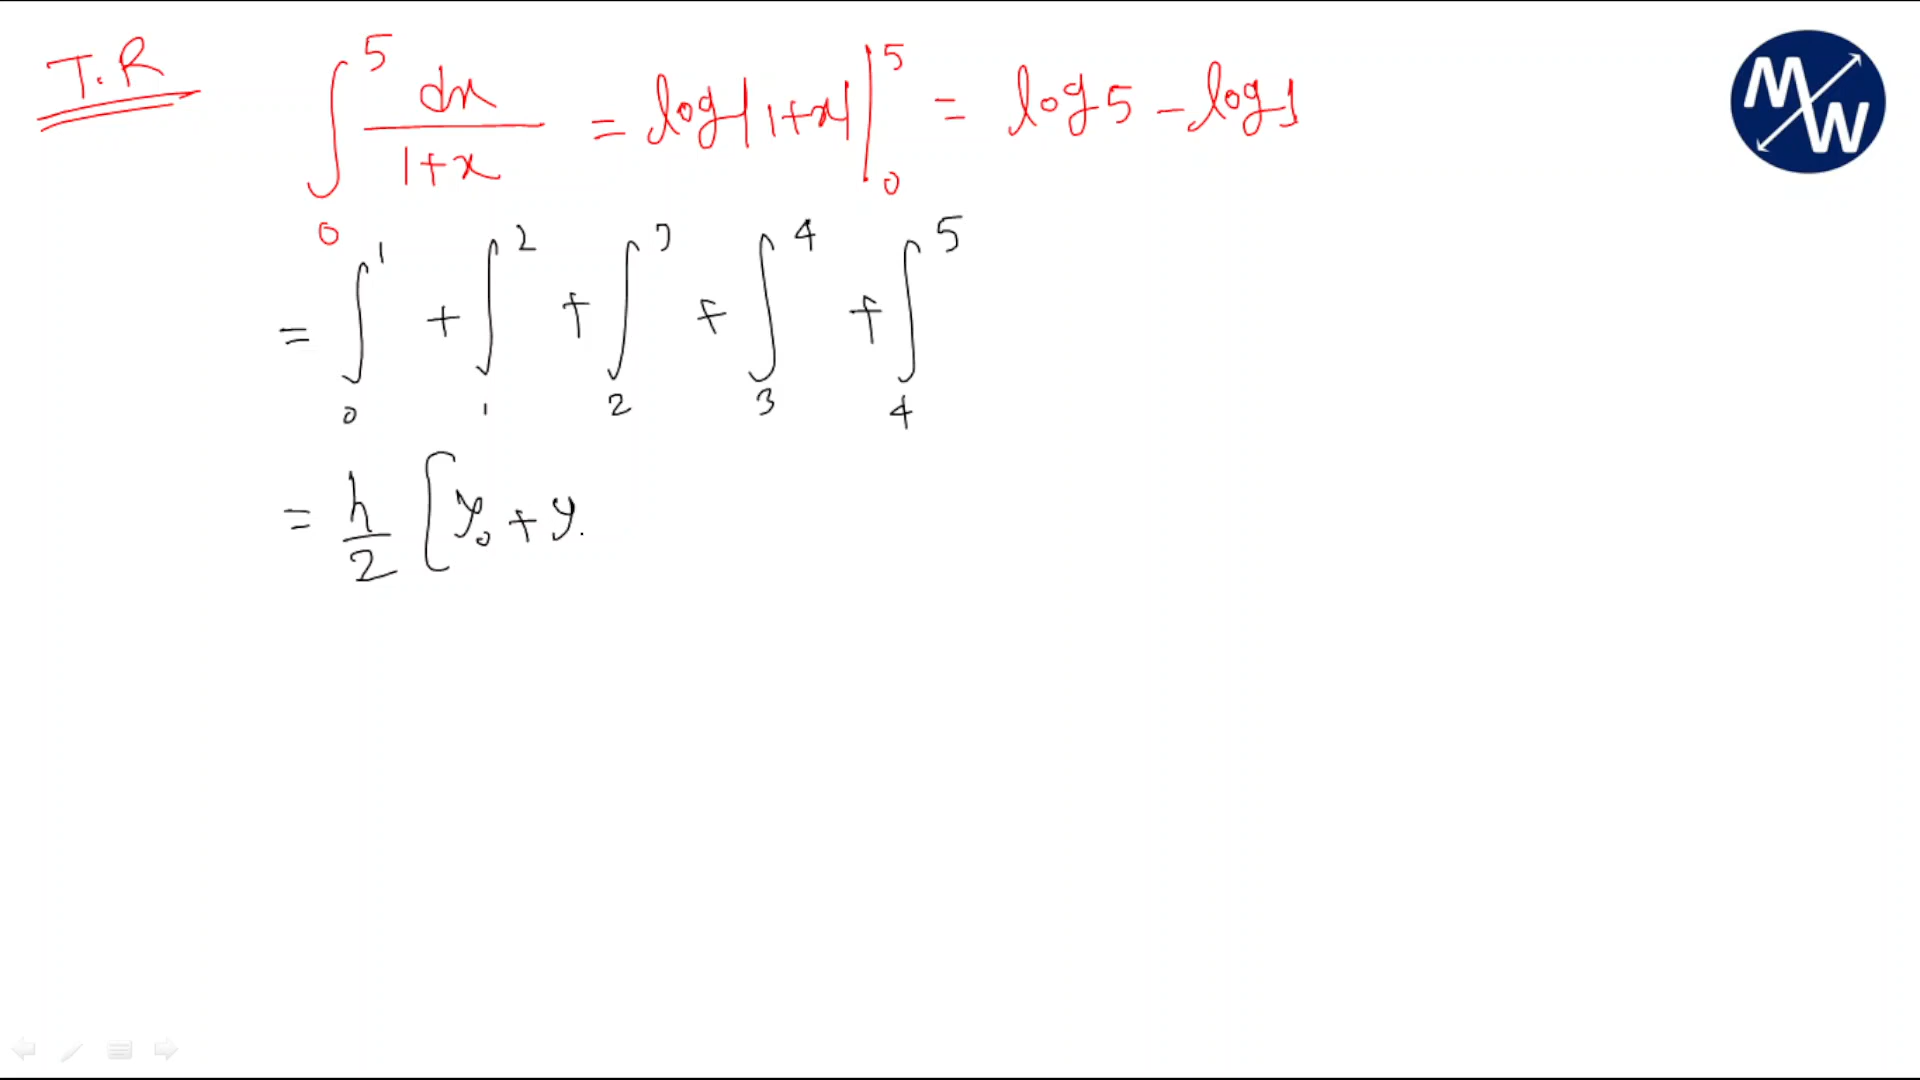 T.R ∫₀⁵ dx/(1+x) = log|1+x| |₀⁵ = log 5 - log 1
= ∫₀¹ + ∫₁² + ∫₂³ + ∫₃⁴ + ∫₄⁵
= h/2 [y₀ + y.
MW